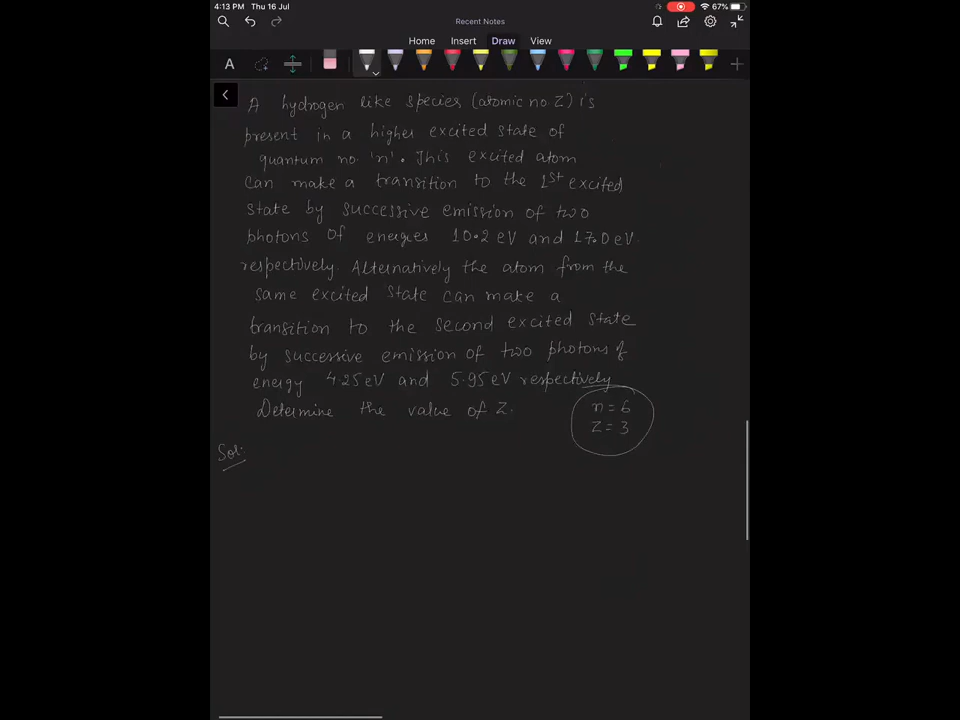 4:13 PM Thu 16 Jul
67%
Recent Notes
Home Insert Draw View
A
A hydrogen like species (atomic no. Z) is
present in a higher excited state of
quantum no. 'n'. This excited atom
can make a transition to the 1st excited
state by successive emission of two
photons of energies 10.2 eV and 17.0 eV
respectively. Alternatively the atom from the
same excited state can make a
transition to the second excited state
by successive emission of two photons of
energy 4.25 eV and 5.95 eV respectively
Determine the value of Z.
n = 6
Z = 3
Sol: